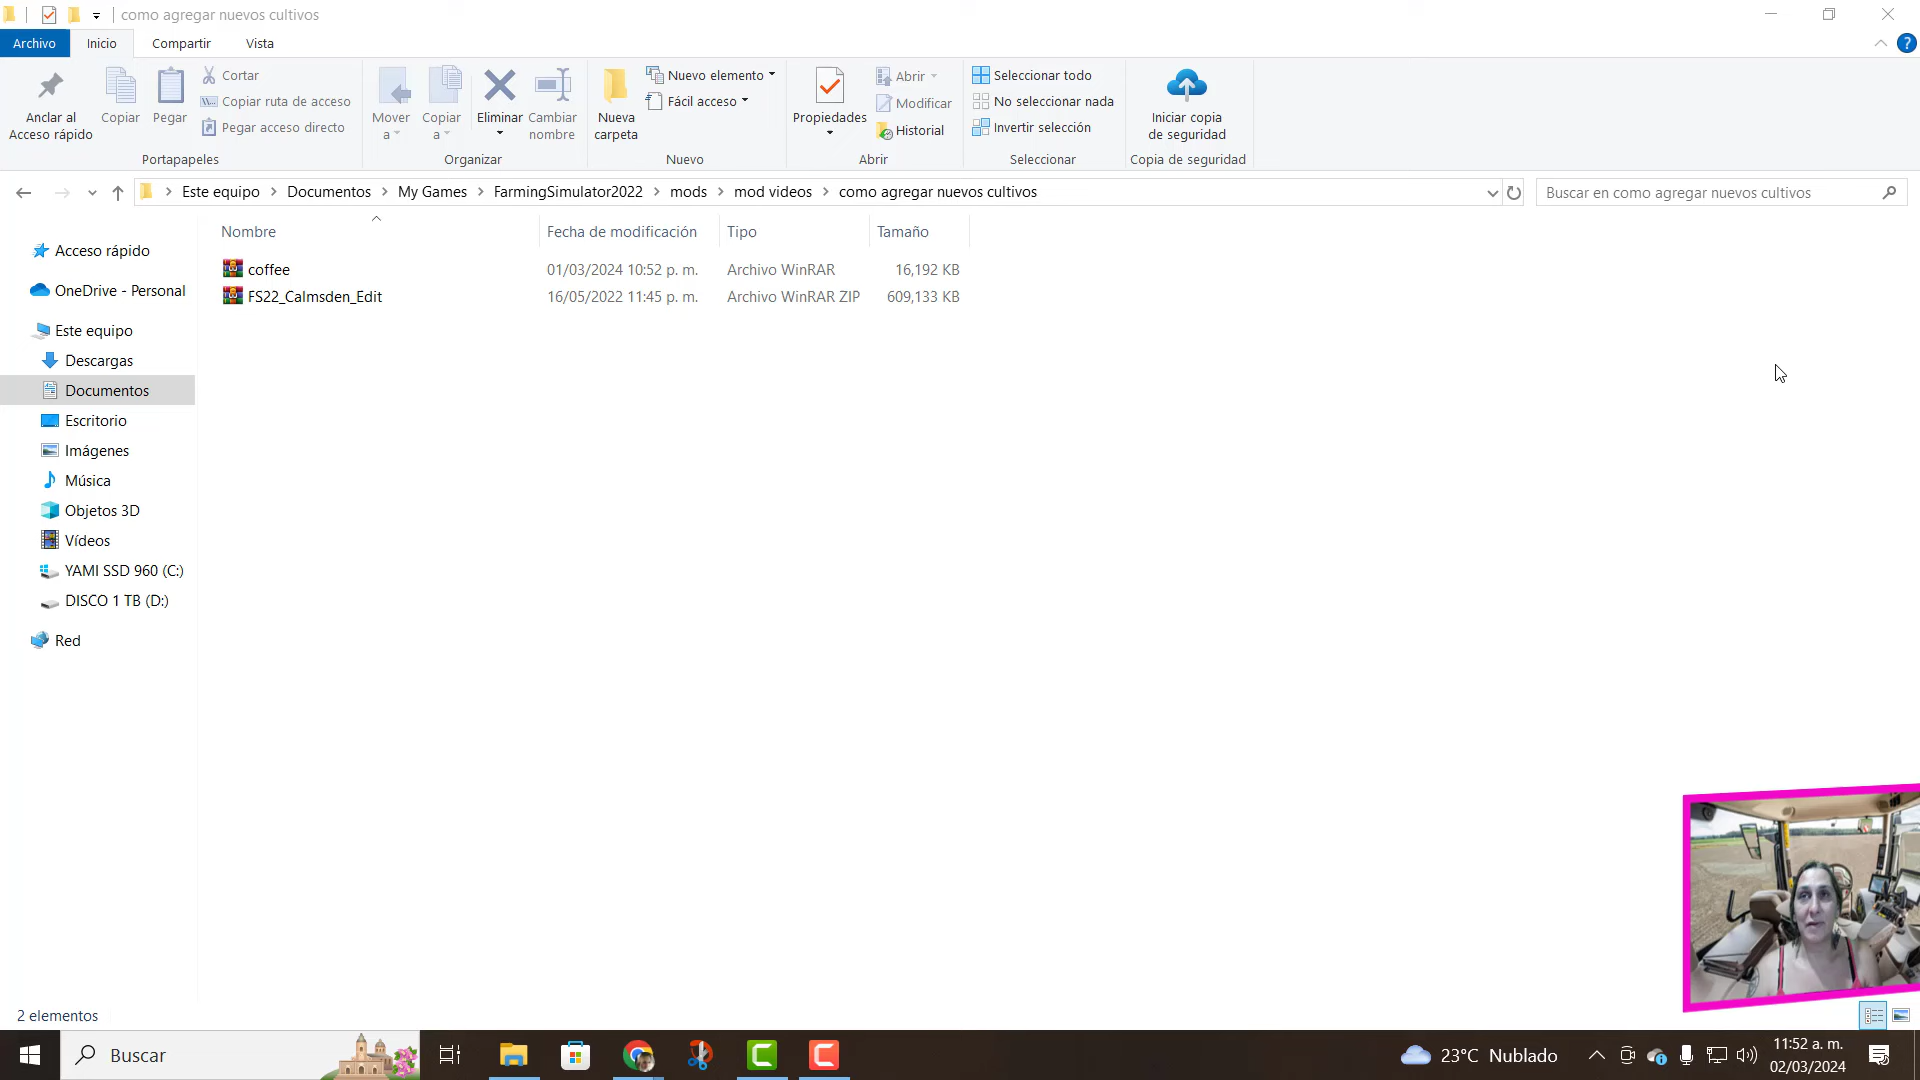 como agregar nuevos cultivos
Archivo Inicio Compartir Vista
Anclar al Acceso rápido
Copiar
Pegar
Cortar
Copiar ruta de acceso
Pegar acceso directo
Portapapeles
Mover a
Copiar a
Eliminar
Cambiar nombre
Organizar
Nueva carpeta
Nuevo elemento
Fácil acceso
Nuevo
Propiedades
Abrir
Modificar
Historial
Abrir
Seleccionar todo
No seleccionar nada
Invertir selección
Seleccionar
Iniciar copia de seguridad
Copia de seguridad
Este equipo > Documentos > My Games > FarmingSimulator2022 > mods > mod videos > como agregar nuevos cultivos
Buscar en como agregar nuevos cultivos
Nombre Fecha de modificación Tipo Tamaño
coffee 01/03/2024 10:52 p. m. Archivo WinRAR 16,192 KB
FS22_Calmsden_Edit 16/05/2022 11:45 p. m. Archivo WinRAR ZIP 609,133 KB
Acceso rápido
OneDrive - Personal
Este equipo
Descargas
Documentos
Escritorio
Imágenes
Música
Objetos 3D
Vídeos
YAMI SSD 960 (C:)
DISCO 1 TB (D:)
Red
2 elementos
Buscar
23°C Nublado
11:52 a. m.
02/03/2024